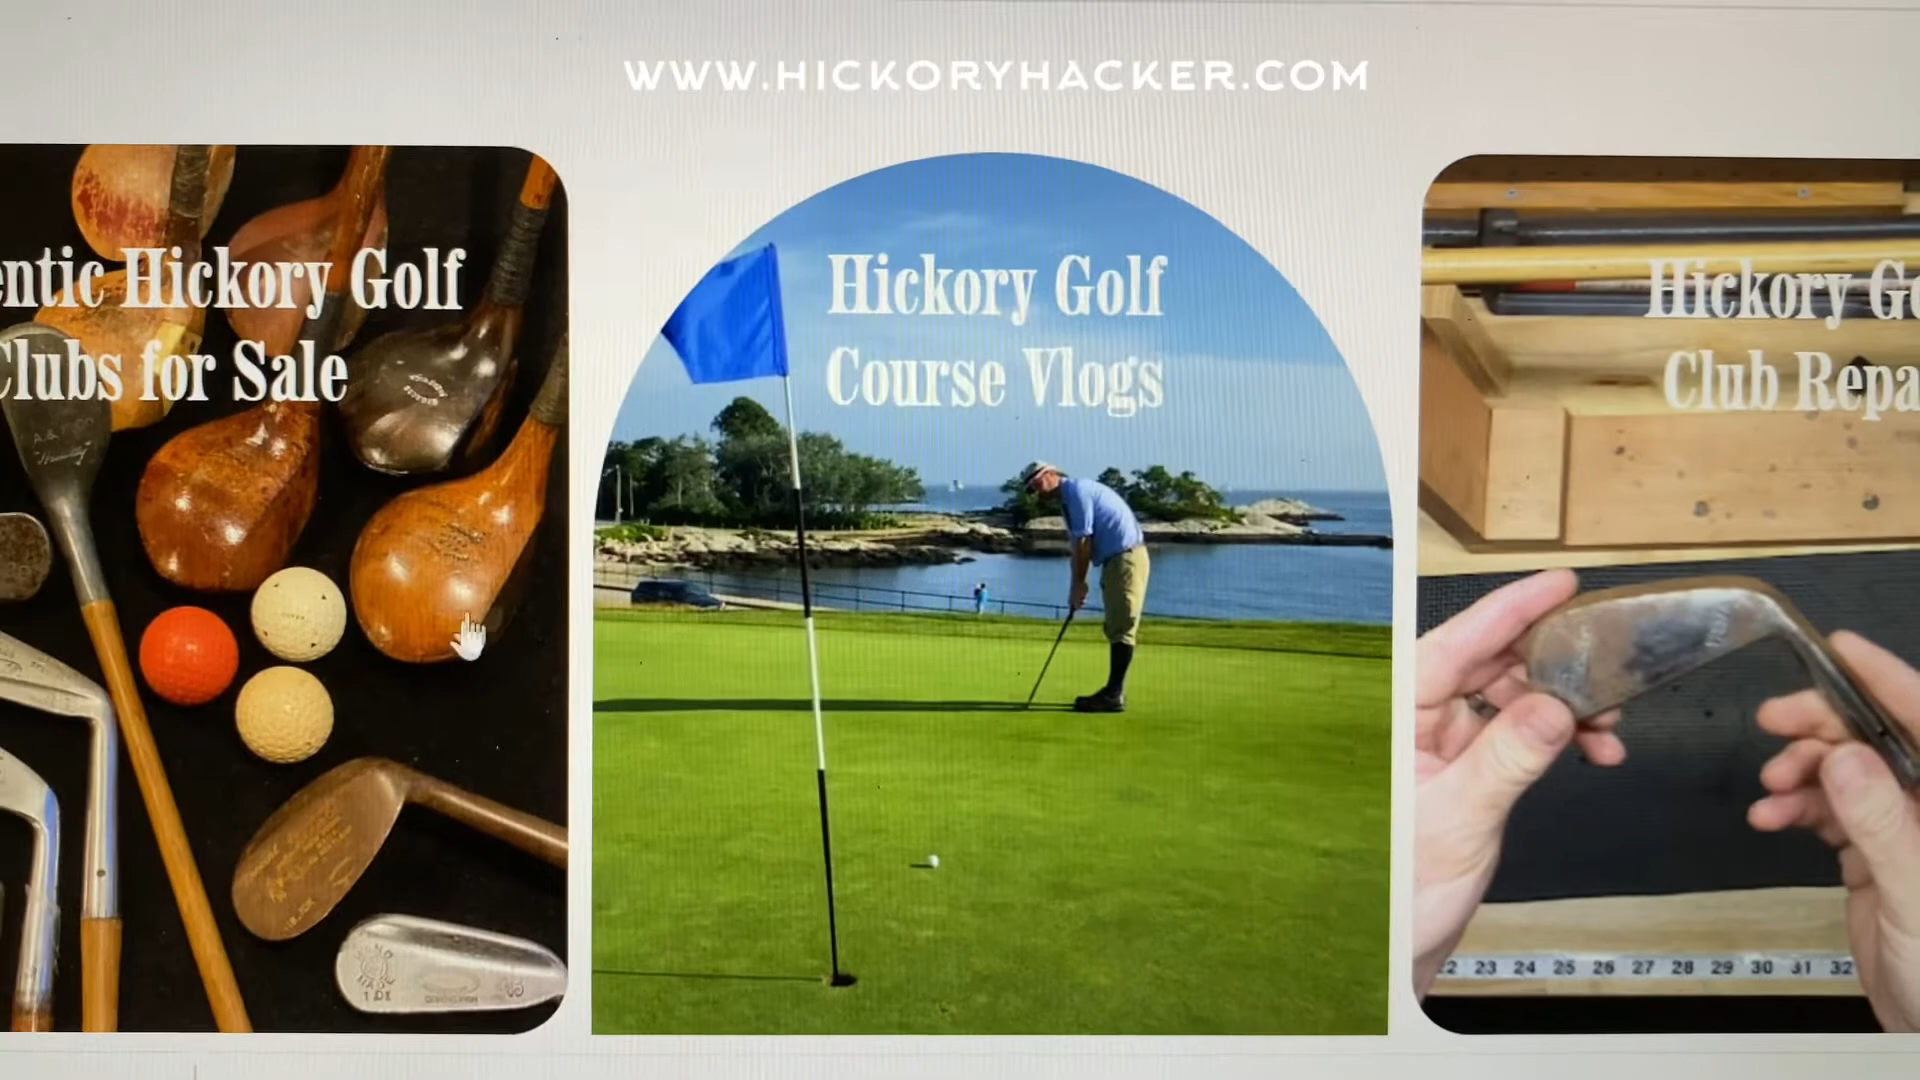 WWW.HICKORYHACKER.COM
entic Hickory Golf
Clubs for Sale
Hickory Golf
Course Vlogs
Hickory Go
Club Repa
22 23 24 25 26 27 28 29 30 31 32